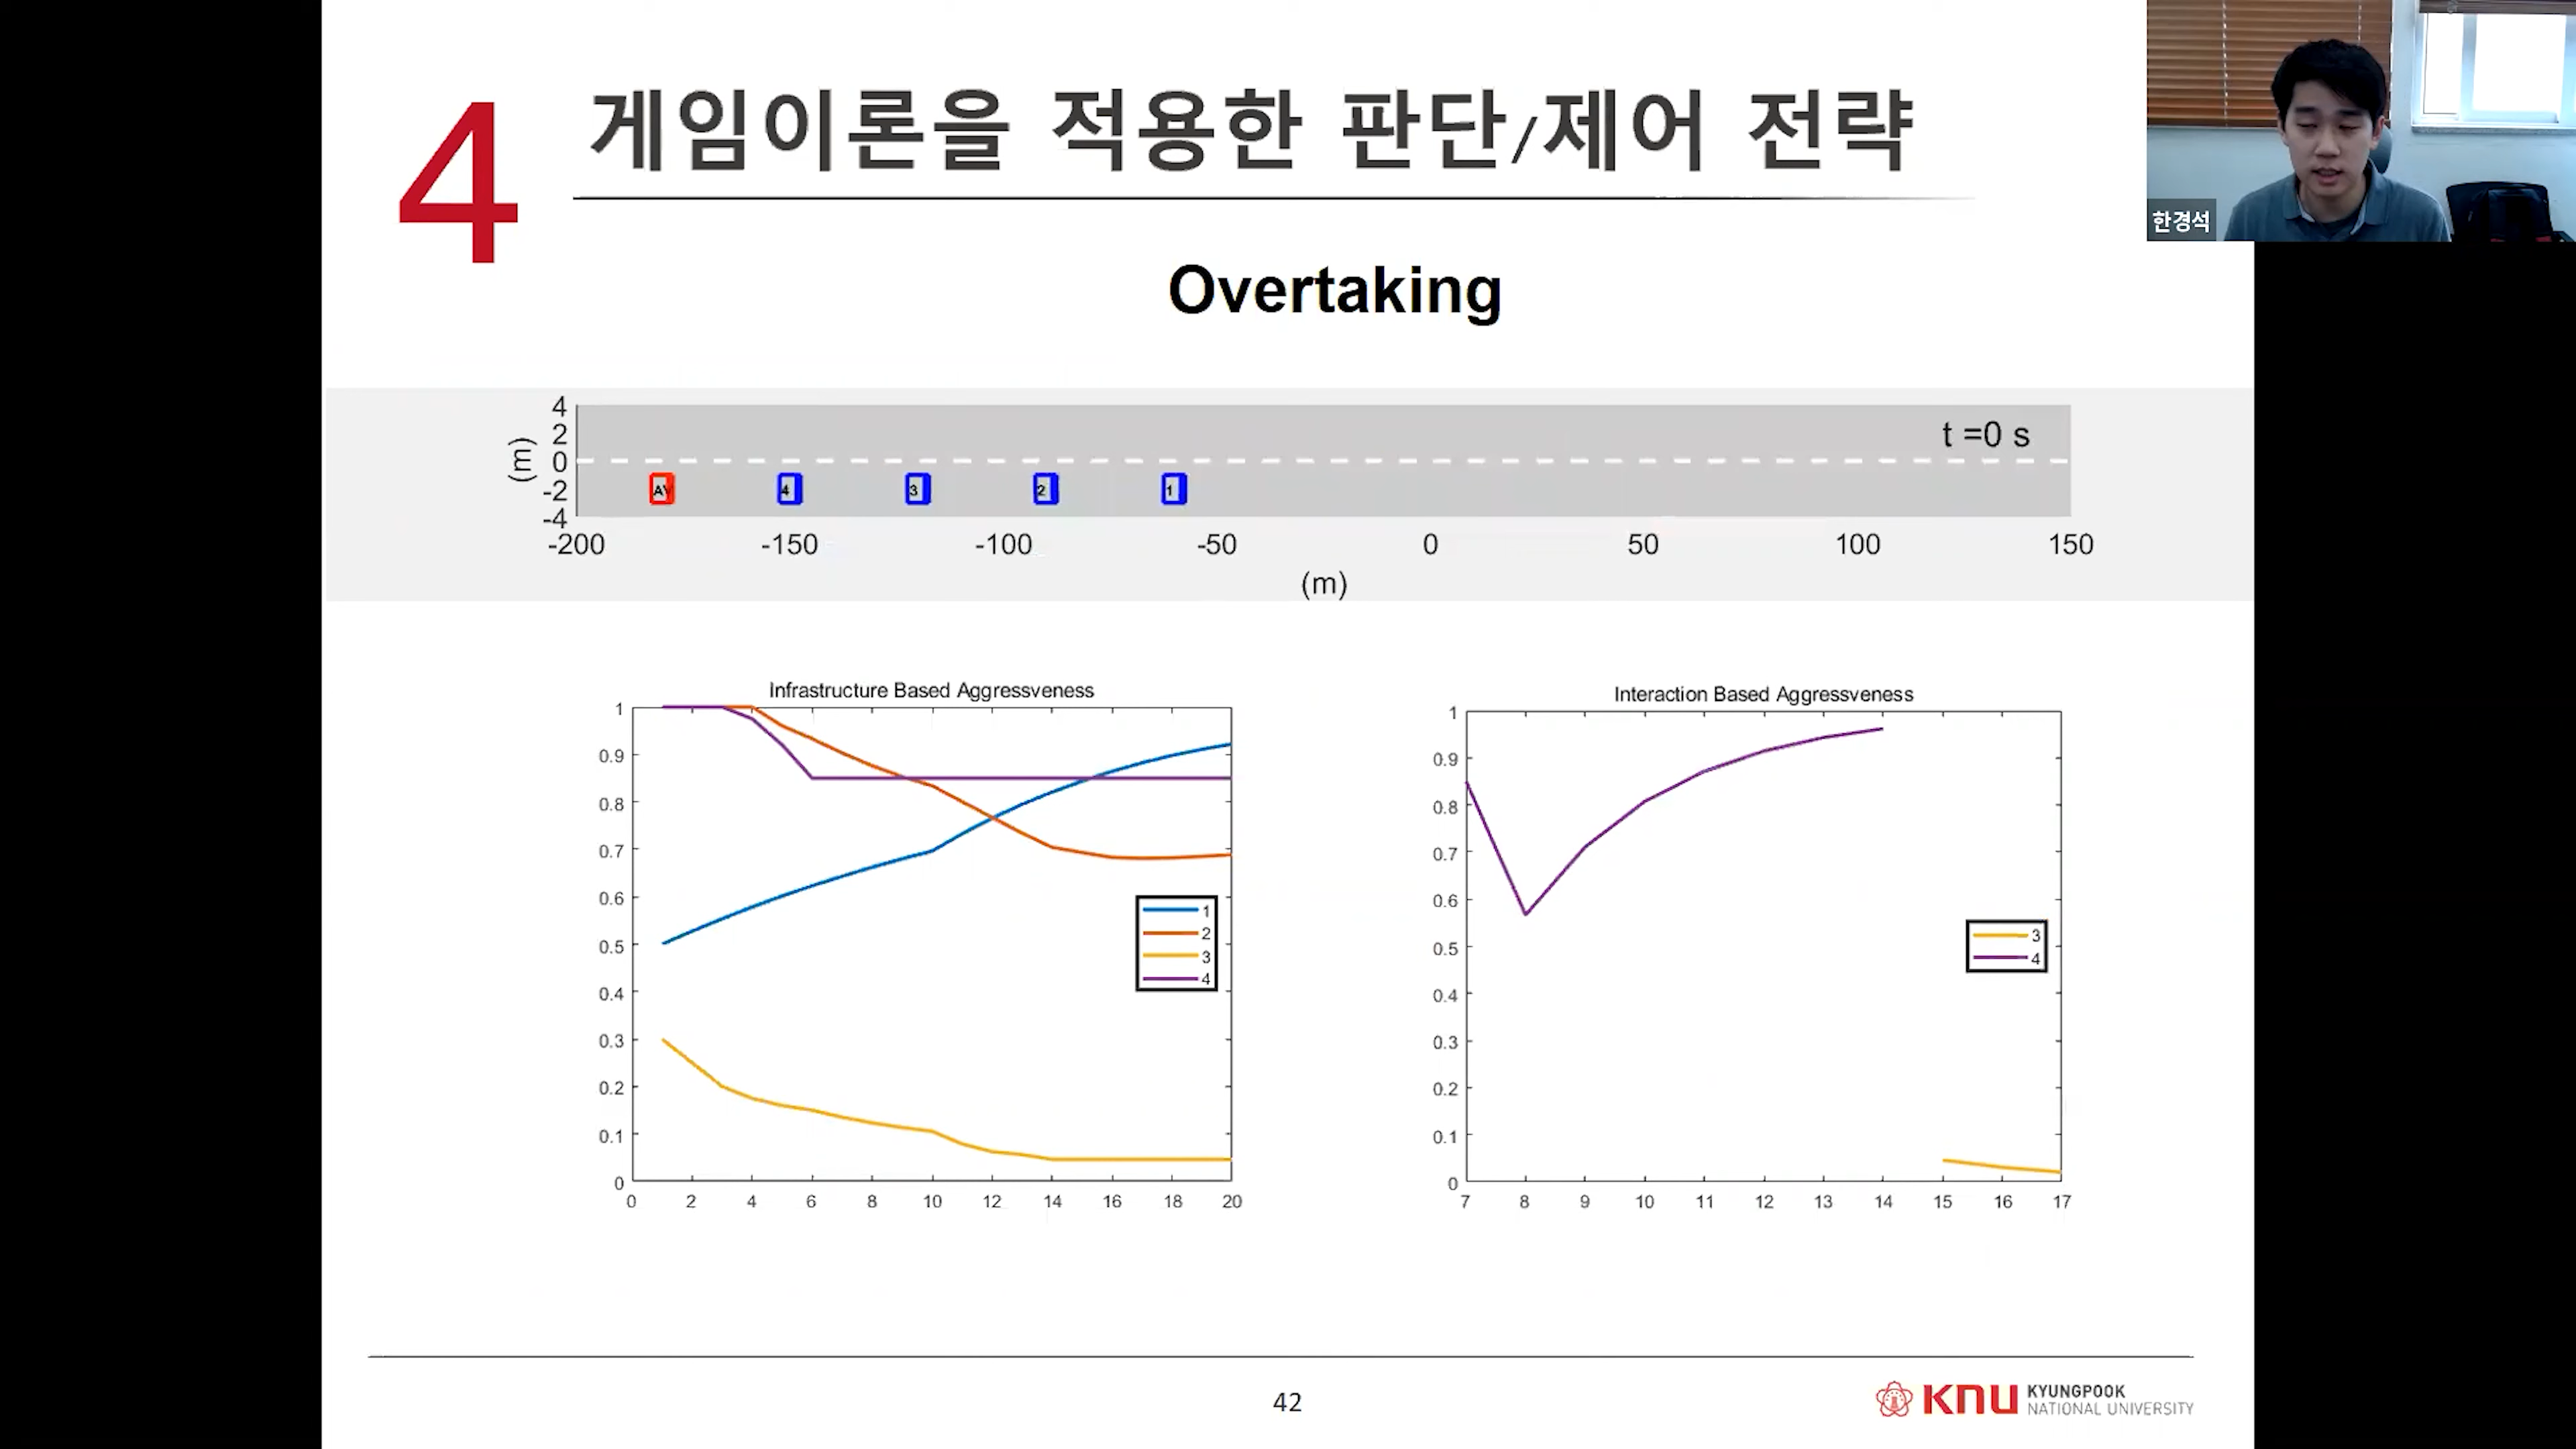 4
게임이론을 적용한 판단/제어 전략
한경석
Overtaking
4
2
0
-2
-4
(m)
t =0 s
AV
4
3
2
1
-200 -150 -100 -50 0 50 100 150
(m)
Infrastructure Based Aggressveness
1
0.9
0.8
0.7
0.6
0.5
0.4
0.3
0.2
0.1
0
0 2 4 6 8 10 12 14 16 18 20
1
2
3
4
Interaction Based Aggressveness
1
0.9
0.8
0.7
0.6
0.5
0.4
0.3
0.2
0.1
0
7 8 9 10 11 12 13 14 15 16 17
3
4
42
KNU KYUNGPOOK
NATIONAL UNIVERSITY